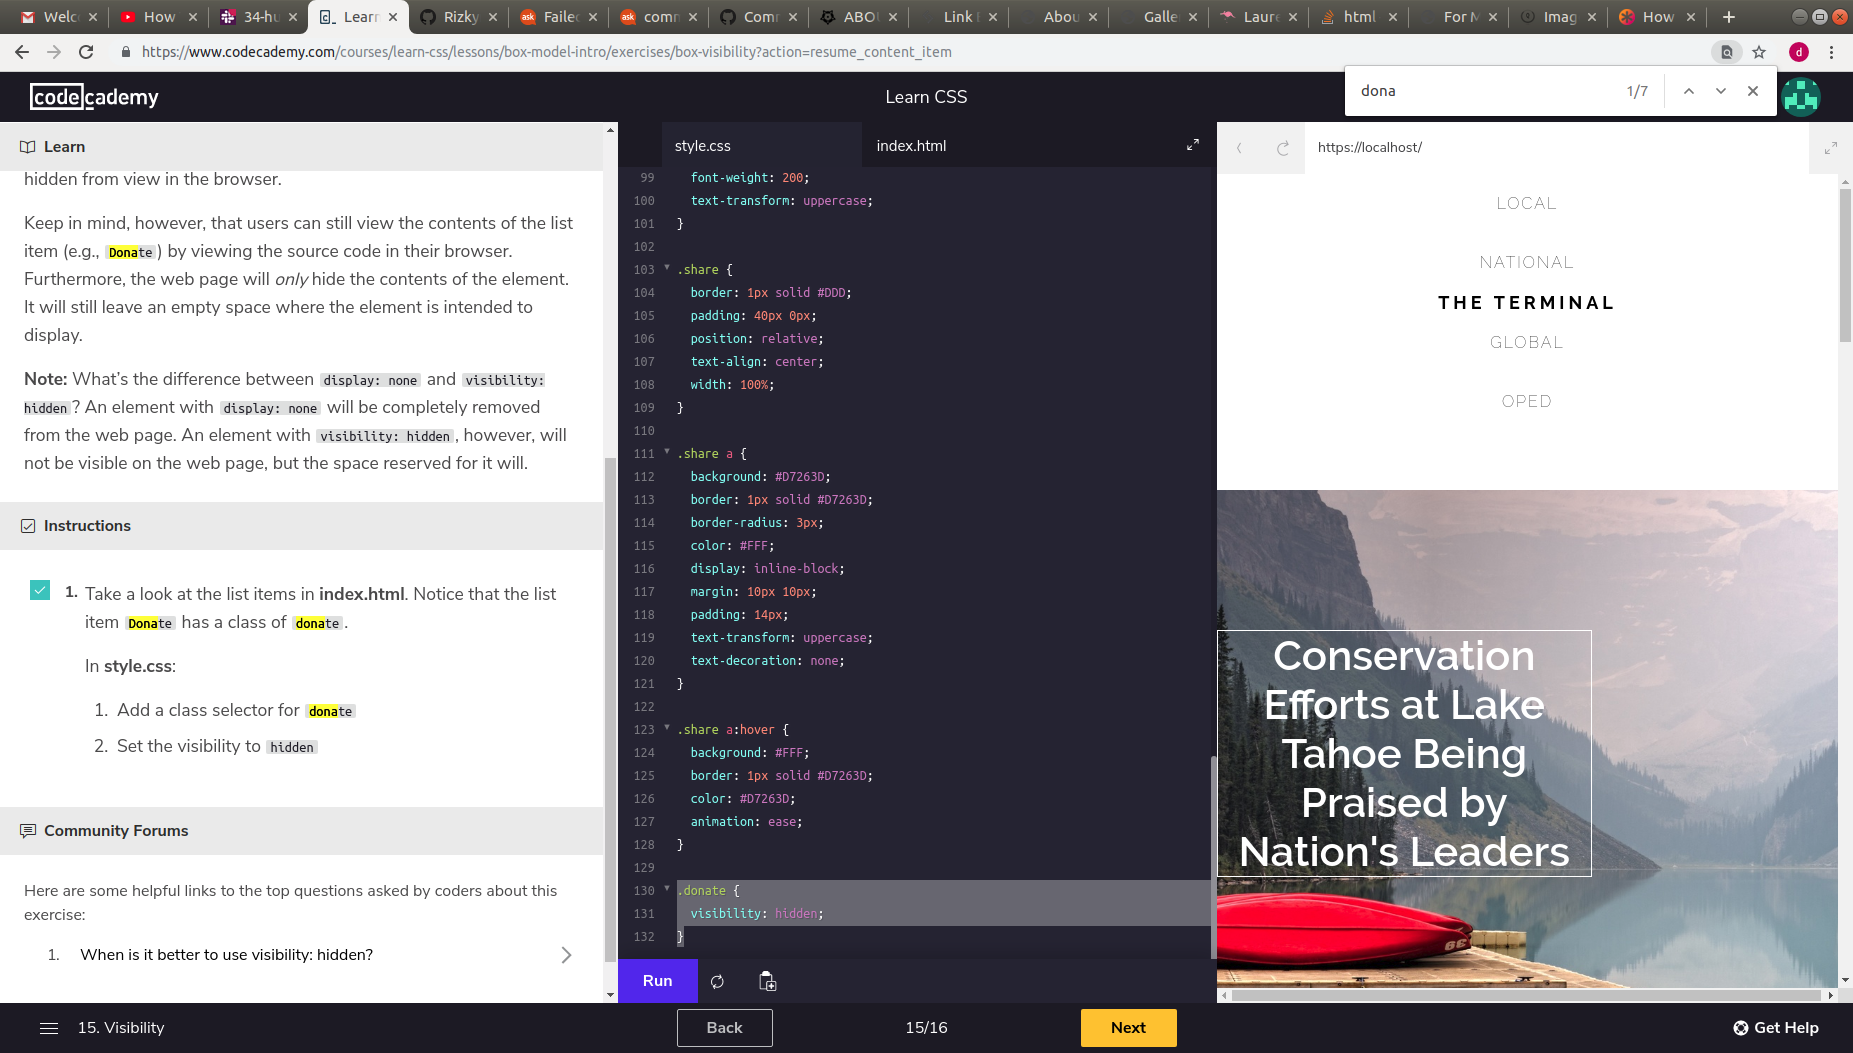 Welc
How
34-hu
Learn
Rizky
Failed
comm
Comm
ABOU
Link E
Abou
Galle
Laure
html
For M
Imag
How
https://www.codecademy.com/courses/learn-css/lessons/box-model-intro/exercises/box-visibility?action=resume_content_item
d
dona
1/7
codecademy
Learn CSS
Learn
hidden from view in the browser.
Keep in mind, however, that users can still view the contents of the list
item (e.g., Donate) by viewing the source code in their browser.
Furthermore, the web page will only hide the contents of the element.
It will still leave an empty space where the element is intended to
display.
Note: What's the difference between display: none and visibility:
hidden? An element with display: none will be completely removed
from the web page. An element with visibility: hidden, however, will
not be visible on the web page, but the space reserved for it will.
Instructions
1. Take a look at the list items in index.html. Notice that the list
item Donate has a class of donate.
In style.css:
1. Add a class selector for donate
2. Set the visibility to hidden
Community Forums
Here are some helpful links to the top questions asked by coders about this
exercise:
1. When is it better to use visibility: hidden?
style.css
index.html
99 font-weight: 200;
100 text-transform: uppercase;
101 }
102
103 .share {
104 border: 1px solid #DDD;
105 padding: 40px 0px;
106 position: relative;
107 text-align: center;
108 width: 100%;
109 }
110
111 .share a {
112 background: #D7263D;
113 border: 1px solid #D7263D;
114 border-radius: 3px;
115 color: #FFF;
116 display: inline-block;
117 margin: 10px 10px;
118 padding: 14px;
119 text-transform: uppercase;
120 text-decoration: none;
121 }
122
123 .share a:hover {
124 background: #FFF;
125 border: 1px solid #D7263D;
126 color: #D7263D;
127 animation: ease;
128 }
129
130 .donate {
131 visibility: hidden;
132 }
Run
https://localhost/
LOCAL
NATIONAL
THE TERMINAL
GLOBAL
OPED
Conservation
Efforts at Lake
Tahoe Being
Praised by
Nation's Leaders
15. Visibility
Back
15/16
Next
Get Help